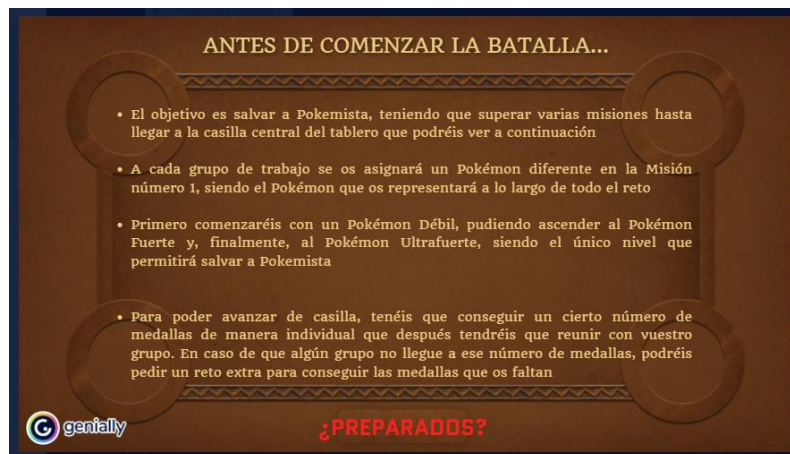 ANTES DE COMENZAR LA BATALLA...
• El objetivo es salvar a Pokemista, teniendo que superar varias misiones hasta
llegar a la casilla central del tablero que podréis ver a continuación
• A cada grupo de trabajo se os asignará un Pokémon diferente en la Misión
número 1, siendo el Pokémon que os representará a lo largo de todo el reto
• Primero comenzaréis con un Pokémon Débil, pudiendo ascender al Pokémon
Fuerte y, finalmente, al Pokémon Ultrafuerte, siendo el único nivel que
permitirá salvar a Pokemista
• Para poder avanzar de casilla, tenéis que conseguir un cierto número de
medallas de manera individual que después tendréis que reunir con vuestro
grupo. En caso de que algún grupo no llegue a ese número de medallas, podréis
pedir un reto extra para conseguir las medallas que os faltan
genially
¿PREPARADOS?